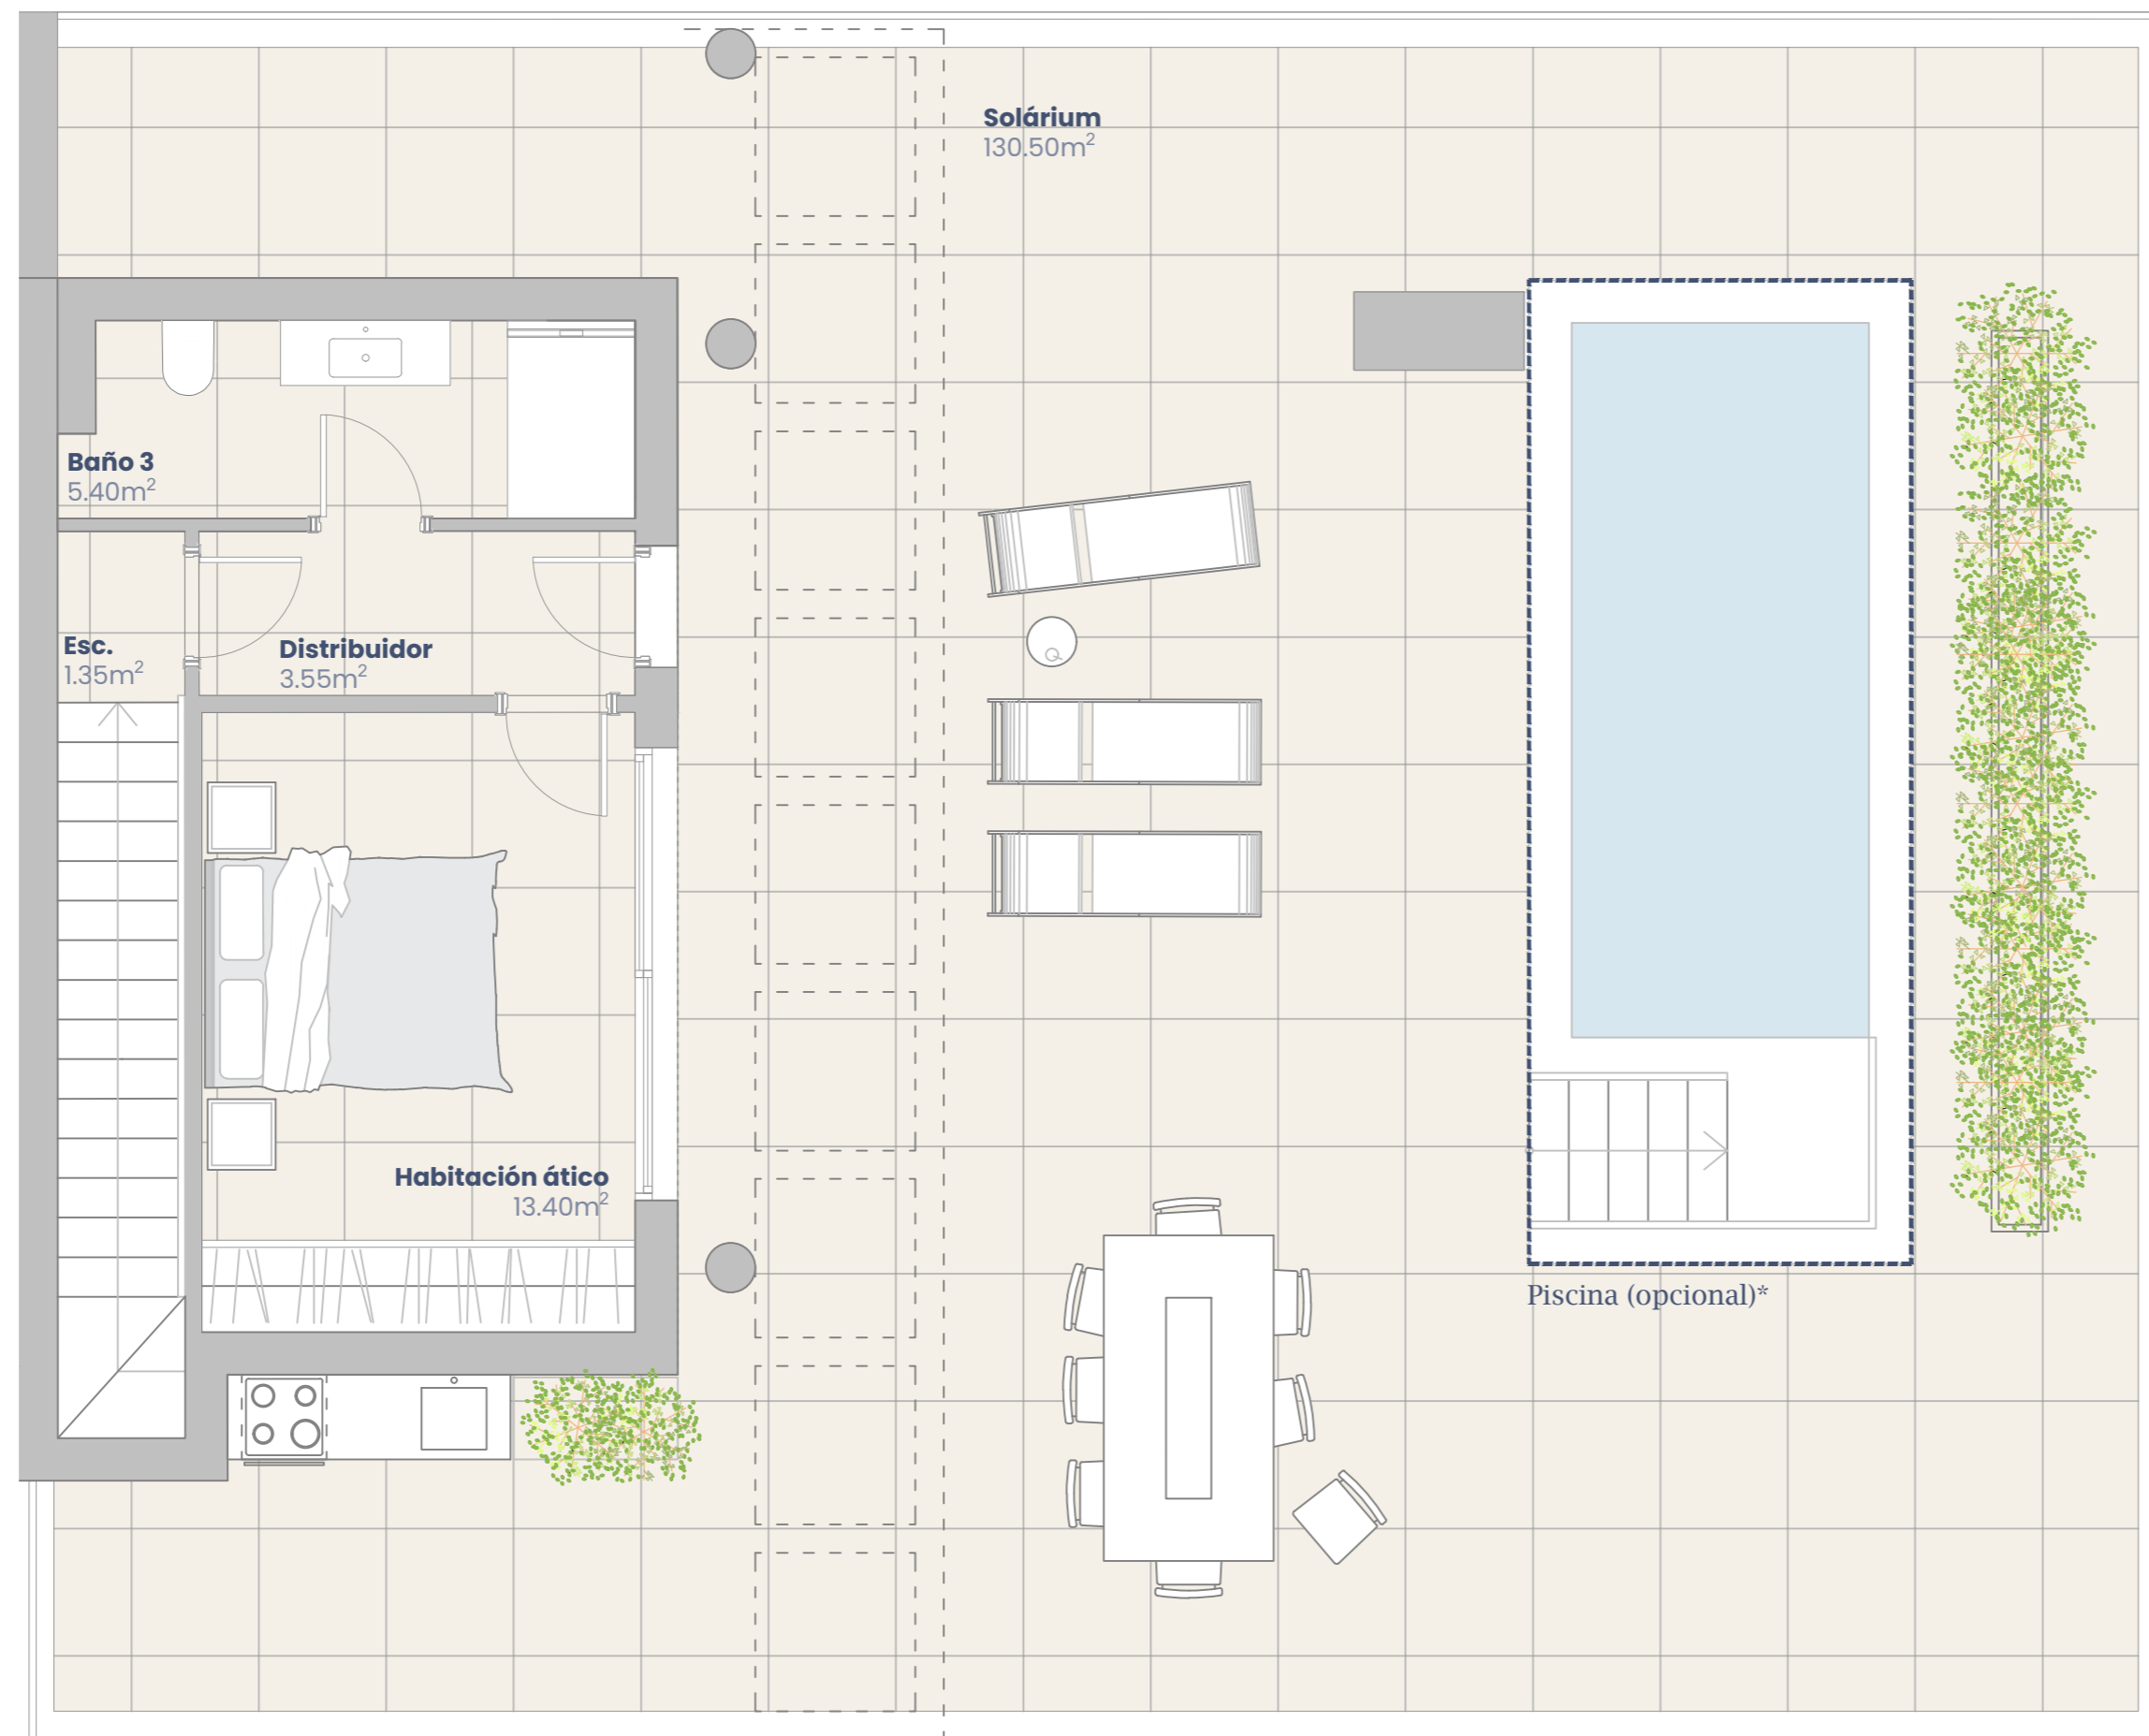 Solárium
130.50m²
Baño 3
5.40m²
Esc.
1.35m²
Distribuidor
3.55m²
Habitación ático
13.40m²
Piscina (opcional)*